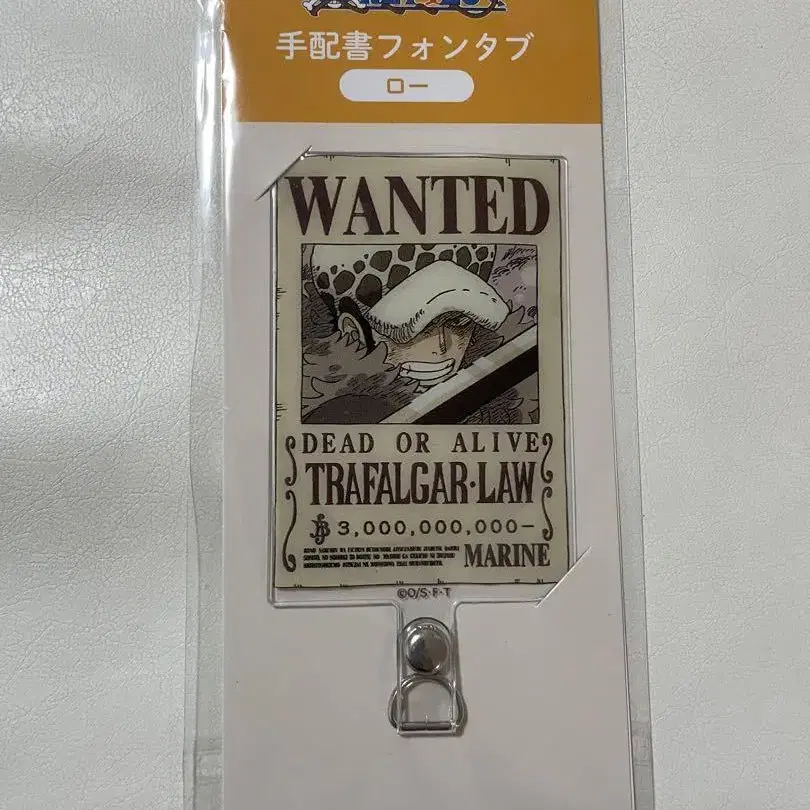 手配書フォンタブ
ロー
WANTED
DEAD OR ALIVE
TRAFALGAR·LAW
฿3,000,000,000-
MARINE
©O/S·F·T